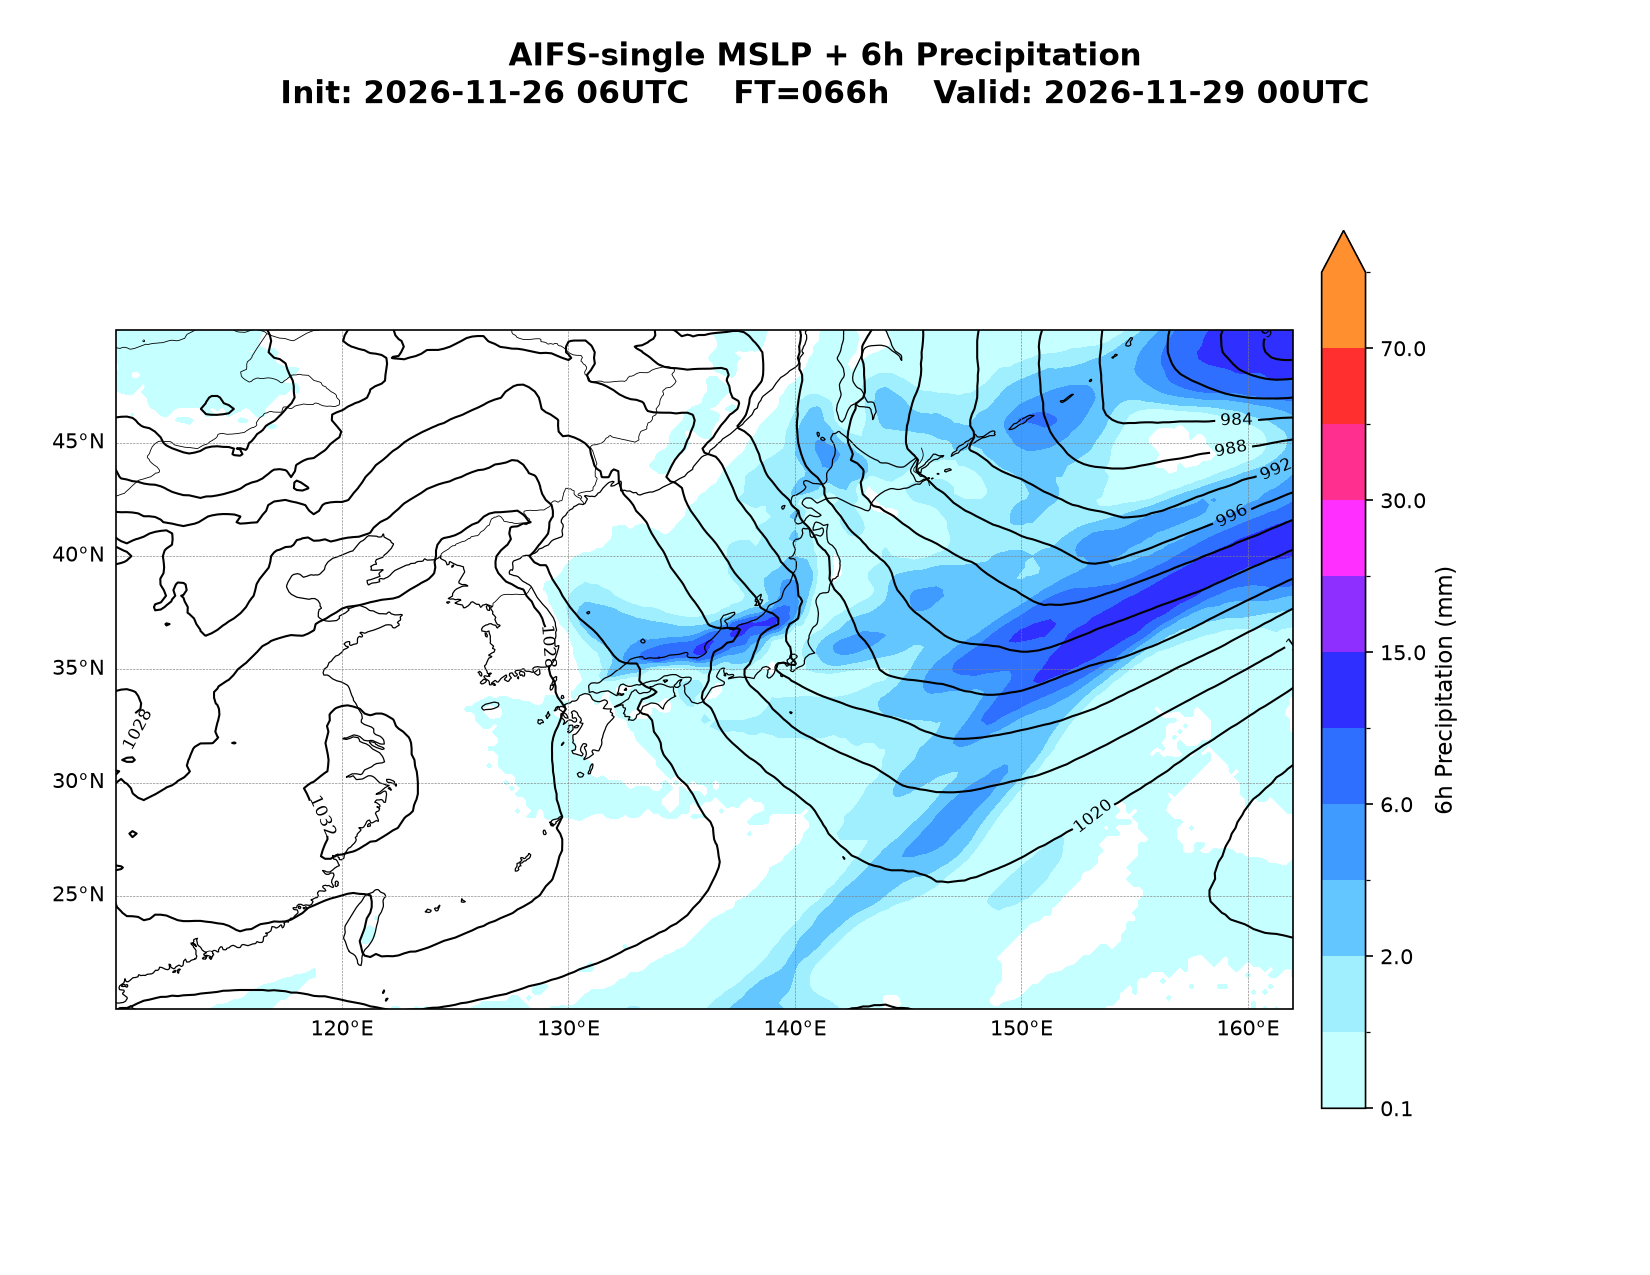 AIFS-single MSLP + 6h Precipitation
Init: 2026-11-26 06UTC    FT=066h    Valid: 2026-11-29 00UTC
45°N
40°N
35°N
30°N
25°N
120°E
130°E
140°E
150°E
160°E
984
988
992
996
1028
1028
1032
1020
70.0
30.0
15.0
6.0
2.0
0.1
6h Precipitation (mm)